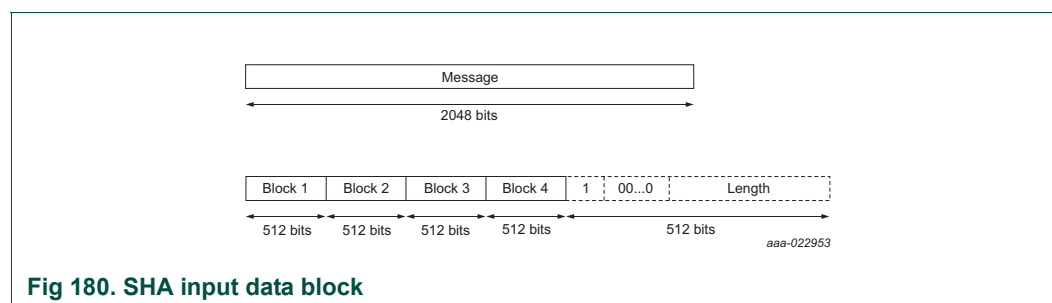 Message
2048 bits
Block 1 Block 2 Block 3 Block 4 1 00...0 Length
512 bits 512 bits 512 bits 512 bits 512 bits
aaa-022953
Fig 180. SHA input data block